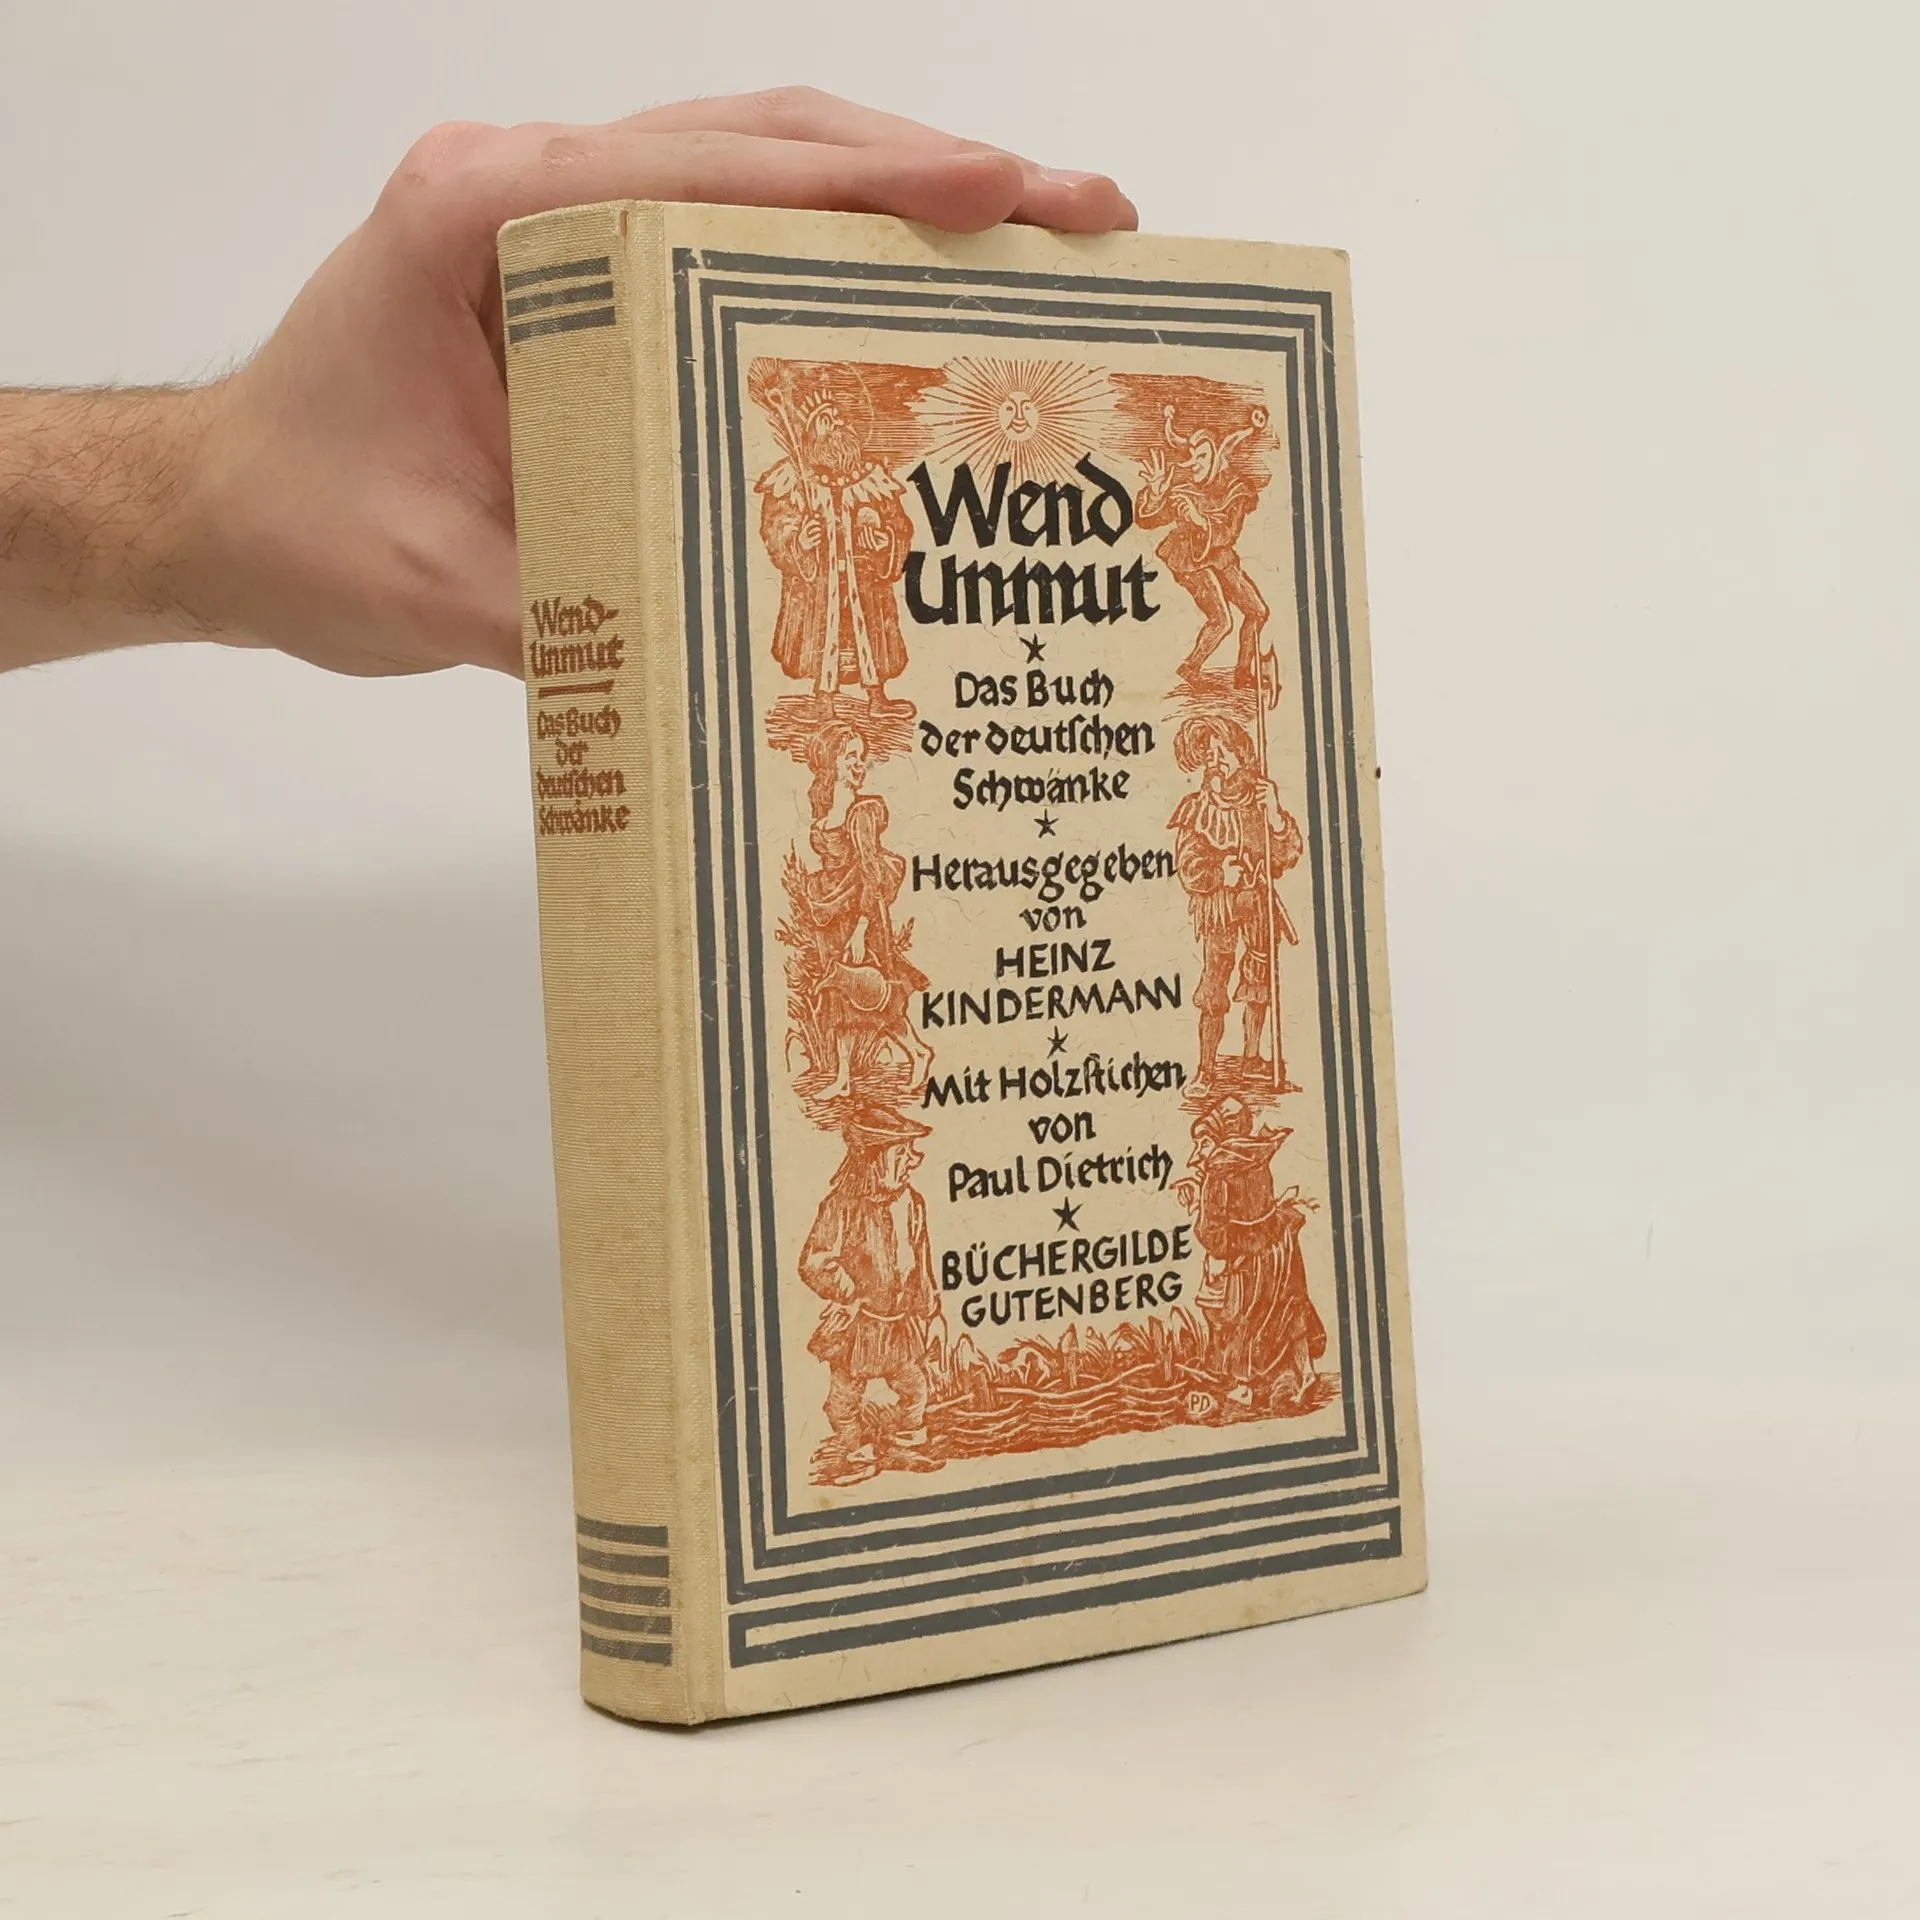 Wend
Unmut
Das Buch
der deutſchen
Schwänke
Herausgegeben
von
HEINZ
KINDERMANN
Mit Holzſtichen
von
Paul Dietrich
BÜCHERGILDE
GUTENBERG
PD
Wend-
Unmut
Das Buch
der
deutſchen
Schwänke